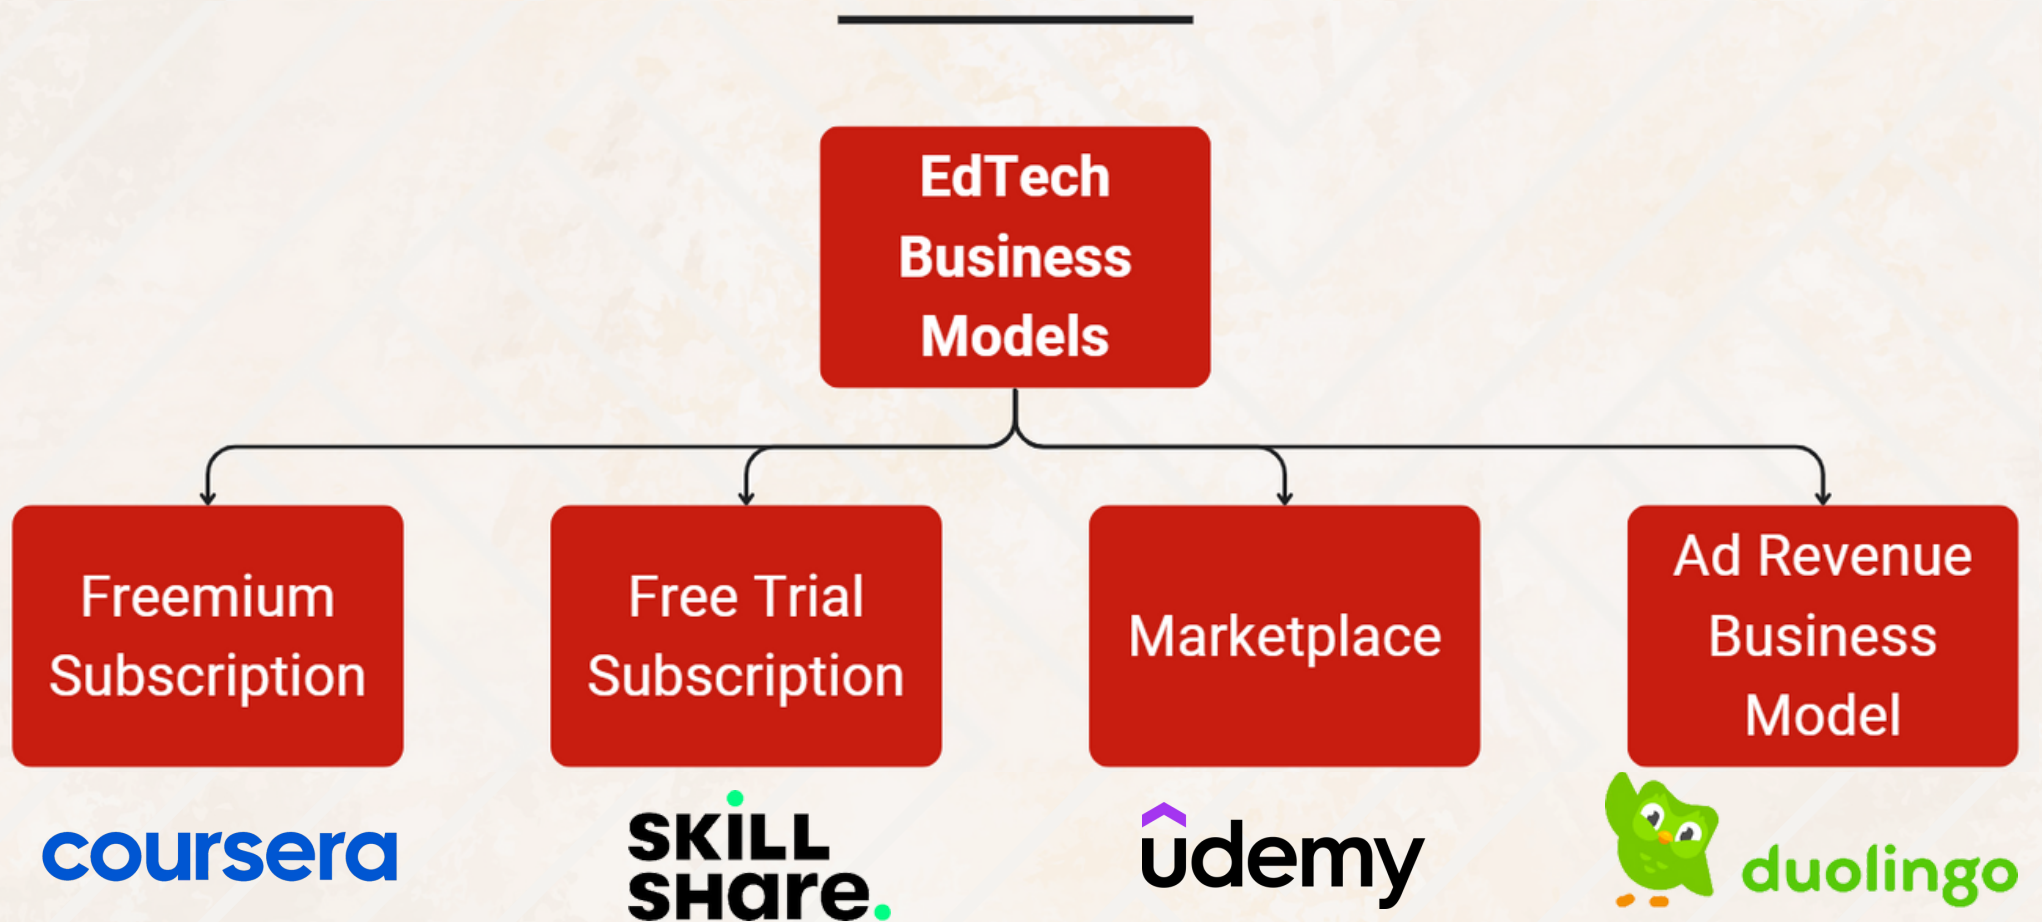 EdTech
Business
Models
Freemium
Subscription
Free Trial
Subscription
Marketplace
Ad Revenue
Business
Model
coursera
SKILL
SHare.
udemy
duolingo